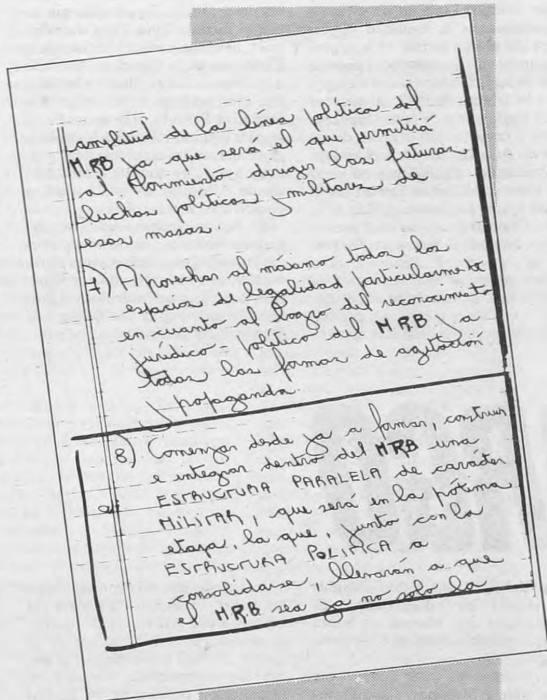 amplitud de la línea política del
M.RB ya que será el que permitirá
al Movimiento dirigir las futuras
luchas políticas y militares de
esas masas.
7) Aprovechar al máximo todos los
espacios de legalidad particularmente
en cuanto al logro del reconocimiento
jurídico y político del MRB y a
todas las formas de agitación
y propaganda.
8) Comenzar desde ya a formar, construir
e integrar dentro del MRB una
ESTRUCTURA PARALELA de carácter
MILITAR, que será en la próxima
etapa, la que, junto con la
ESTRUCTURA POLITICA a
consolidarse, llevarán a que
el MRB sea ya no solo la